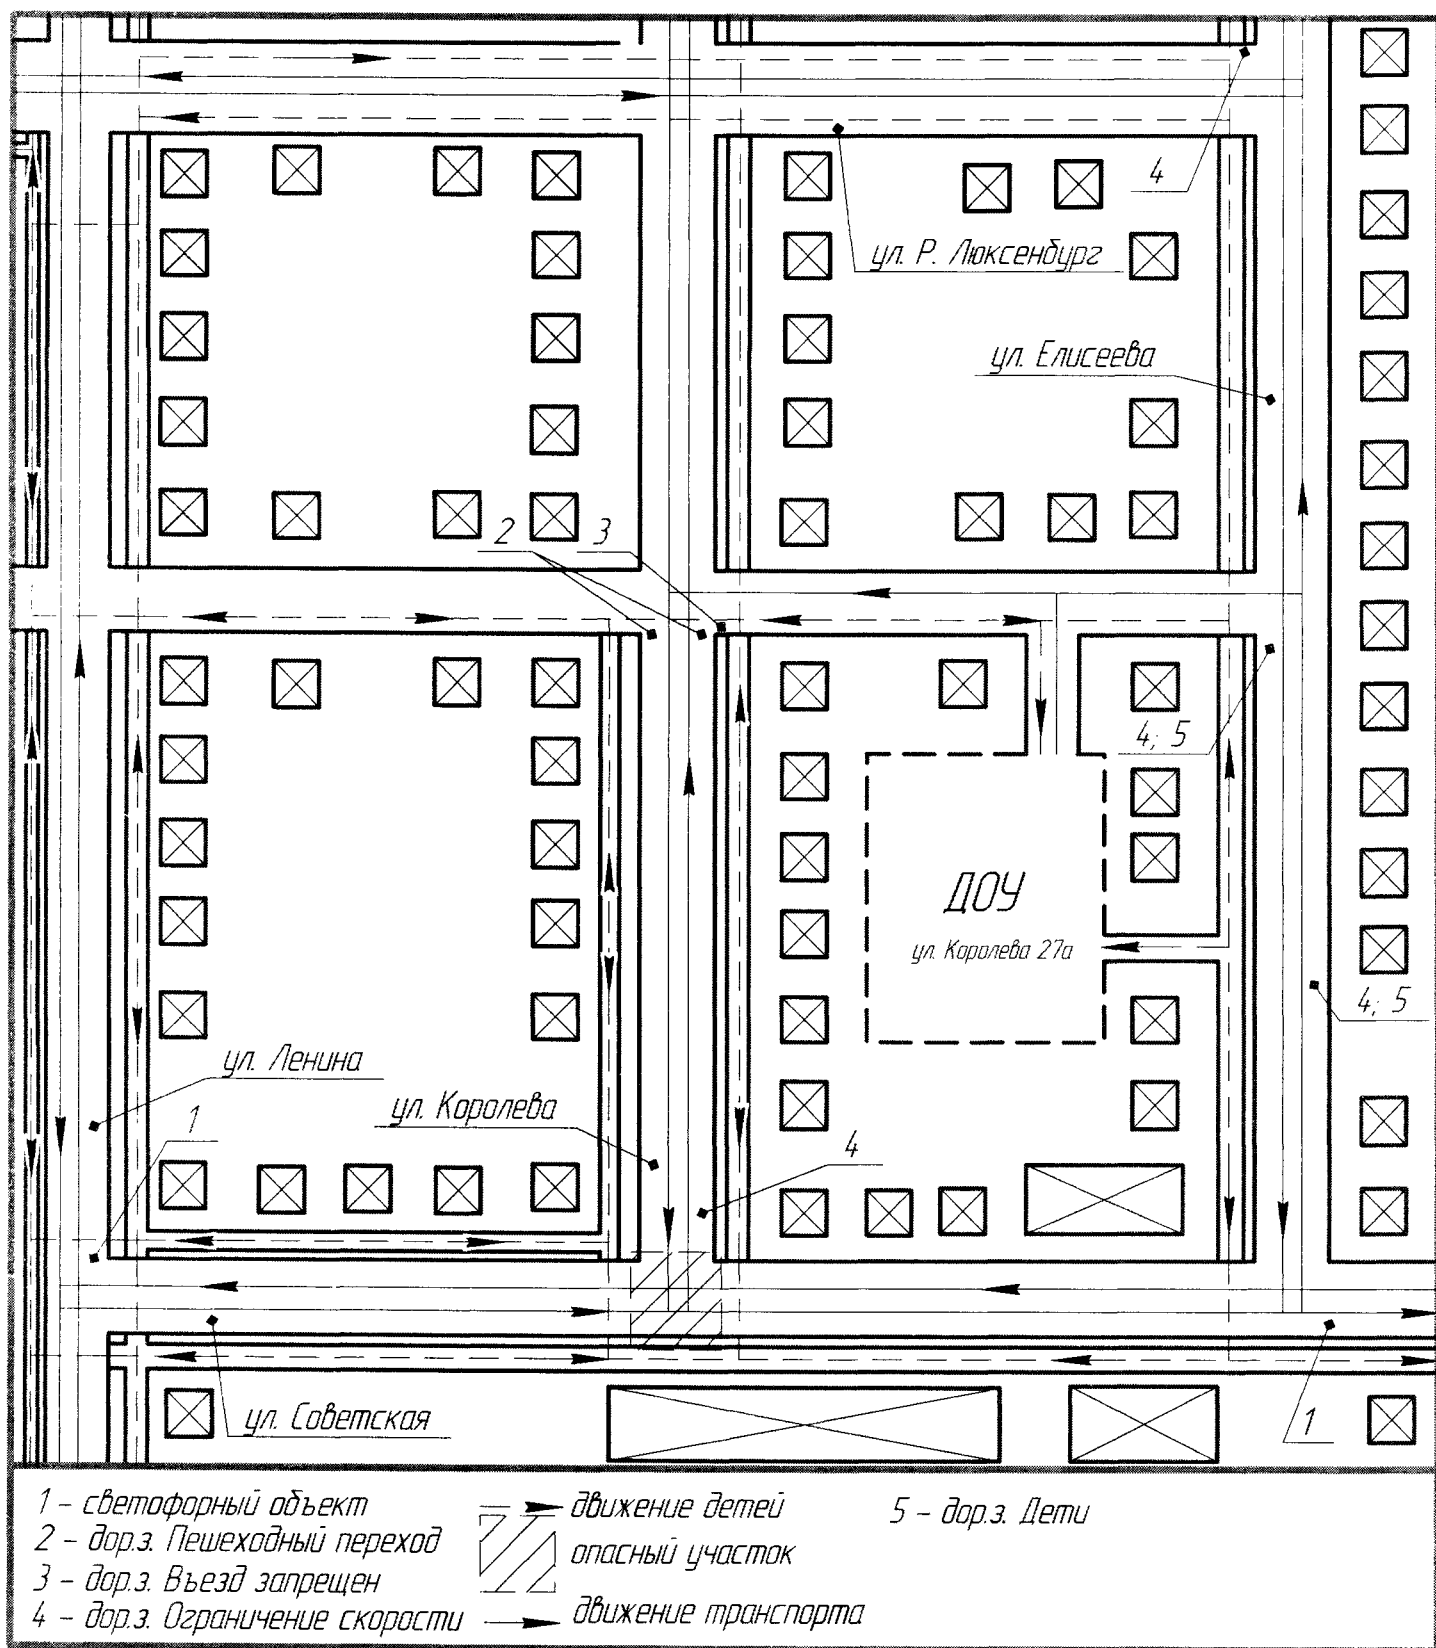 4
ул. Р. Люксенбург
ул. Елисеева
2
3
4; 5
ДОУ
ул. Королева 27а
4; 5
ул. Ленина
ул. Королева
1
4
ул. Советская
1
1 - светофорный объект
2 - дор.з. Пешеходный переход
3 - дор.з. Въезд запрещен
4 - дор.з. Ограничение скорости
движение детей
опасный участок
движение транспорта
5 - дор.з. Дети